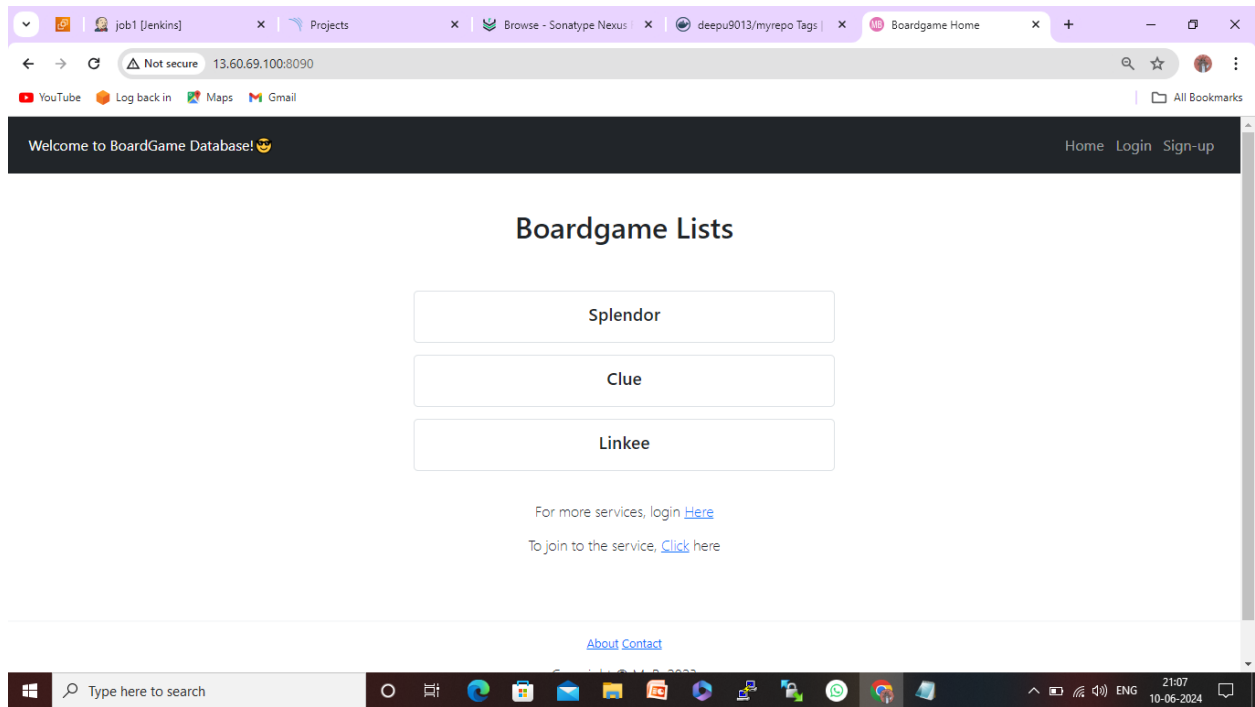 job1 [Jenkins] Projects Browse - Sonatype Nexus deepu9013/myrepo Tags | MB Boardgame Home
Not secure 13.60.69.100:8090
YouTube Log back in Maps Gmail All Bookmarks
Welcome to BoardGame Database!😎 Home Login Sign-up
Boardgame Lists
Splendor
Clue
Linkee
For more services, login Here
To join to the service, Click here
About Contact
Type here to search ENG 21:07
10-06-2024